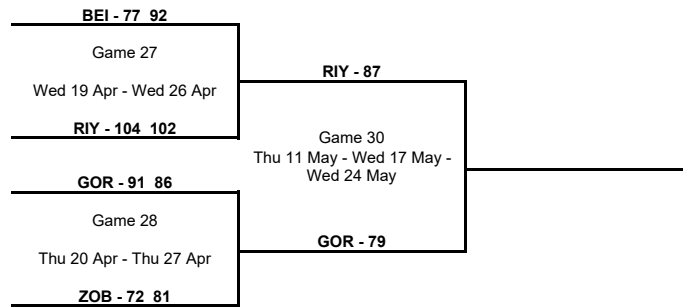 BEI - 77 92
Game 27
Wed 19 Apr - Wed 26 Apr
RIY - 104 102
RIY - 87
Game 30
Thu 11 May - Wed 17 May -
Wed 24 May
GOR - 91 86
Game 28
Thu 20 Apr - Thu 27 Apr
ZOB - 72 81
GOR - 79